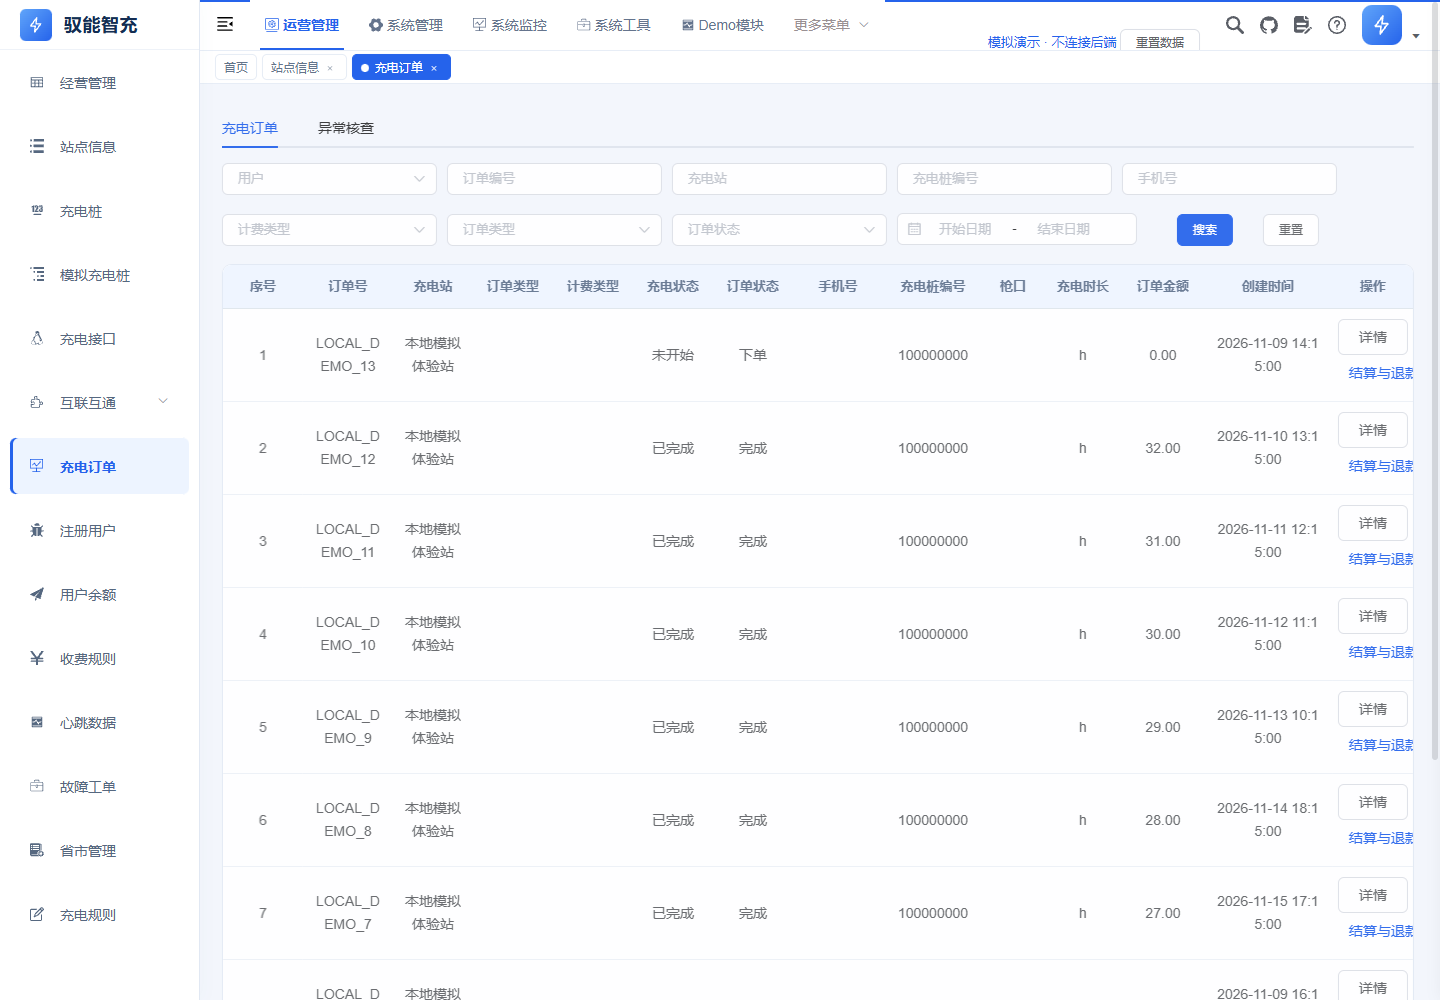 驭能智充
运营管理
系统管理
系统监控
系统工具
Demo模块
更多菜单
模拟演示 · 不连接后端
重置数据
首页
站点信息 ×
充电订单 ×
经营管理
站点信息
充电桩
模拟充电桩
充电接口
互联互通
充电订单
注册用户
用户余额
收费规则
心跳数据
故障工单
省市管理
充电规则
充电订单
异常核查
用户
订单编号
充电站
充电桩编号
手机号
计费类型
订单类型
订单状态
开始日期 - 结束日期
搜索
重置
序号 订单号 充电站 订单类型 计费类型 充电状态 订单状态 手机号 充电桩编号 枪口 充电时长 订单金额 创建时间 操作
1 LOCAL_D 本地模拟 未开始 下单 100000000 h 0.00 2026-11-09 14:1 详情
EMO_13 体验站 5:00 结算与退款
2 LOCAL_D 本地模拟 已完成 完成 100000000 h 32.00 2026-11-10 13:1 详情
EMO_12 体验站 5:00 结算与退款
3 LOCAL_D 本地模拟 已完成 完成 100000000 h 31.00 2026-11-11 12:1 详情
EMO_11 体验站 5:00 结算与退款
4 LOCAL_D 本地模拟 已完成 完成 100000000 h 30.00 2026-11-12 11:1 详情
EMO_10 体验站 5:00 结算与退款
5 LOCAL_D 本地模拟 已完成 完成 100000000 h 29.00 2026-11-13 10:1 详情
EMO_9 体验站 5:00 结算与退款
6 LOCAL_D 本地模拟 已完成 完成 100000000 h 28.00 2026-11-14 18:1 详情
EMO_8 体验站 5:00 结算与退款
7 LOCAL_D 本地模拟 已完成 完成 100000000 h 27.00 2026-11-15 17:1 详情
EMO_7 体验站 5:00 结算与退款
LOCAL_D 本地模拟 2026-11-09 16:1 详情